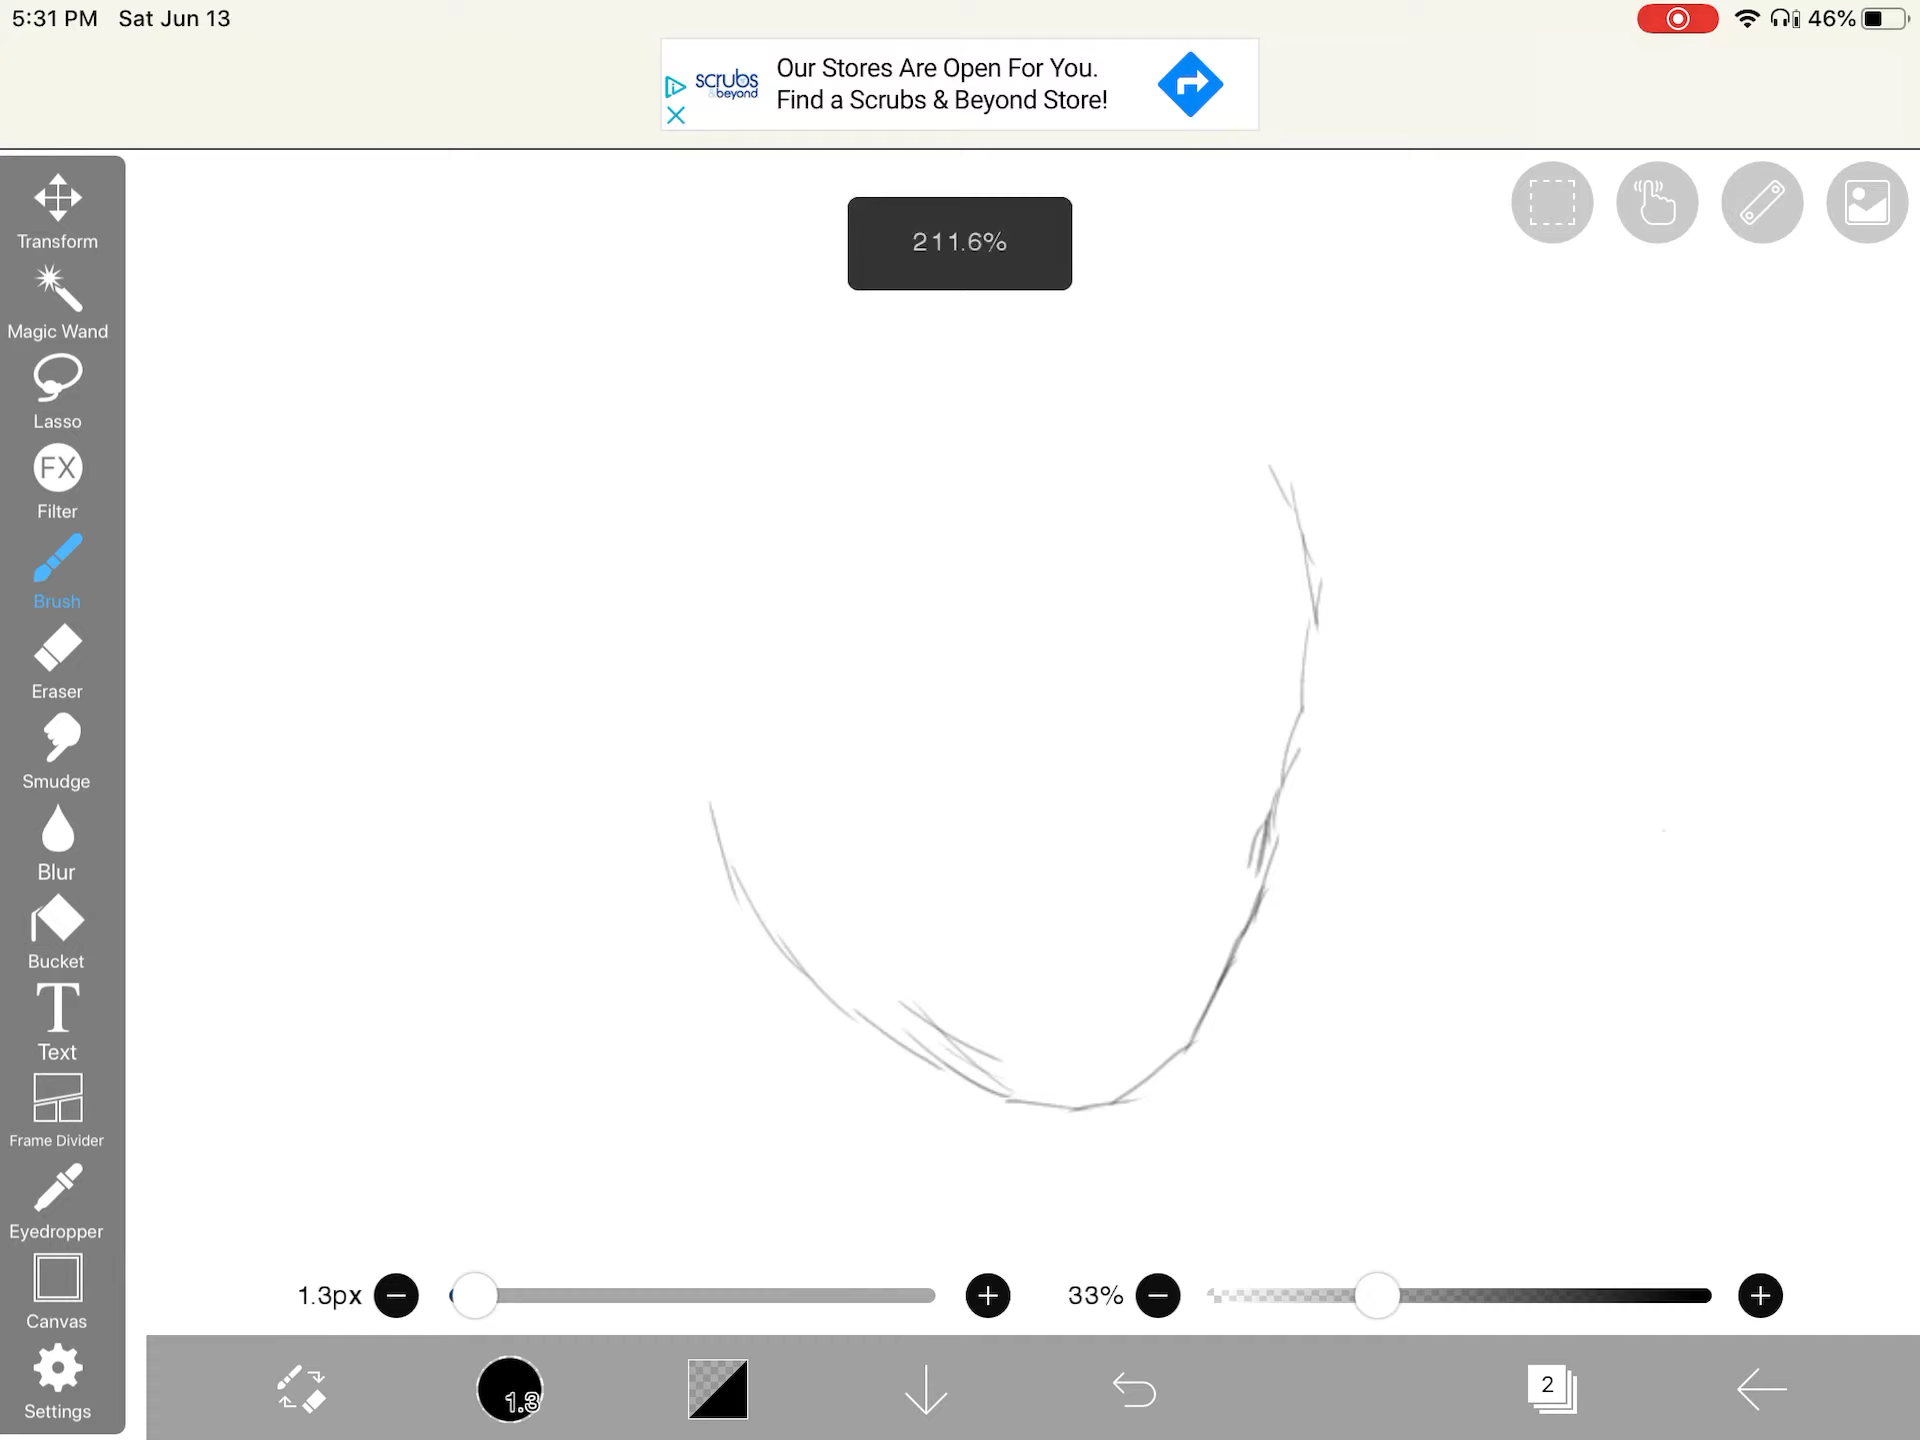 5:31 PM Sat Jun 13
46%
scrubs
& beyond
Our Stores Are Open For You.
Find a Scrubs & Beyond Store!
211.6%
Transform
Magic Wand
Lasso
FX
Filter
Brush
Eraser
Smudge
Blur
Bucket
T
Text
Frame Divider
Eyedropper
Canvas
Settings
1.3px
33%
1.3
2